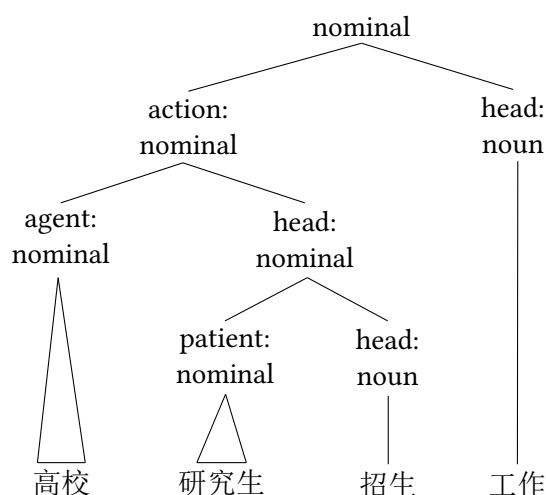 nominal
action:
nominal
head:
noun
agent:
nominal
head:
nominal
patient:
nominal
head:
noun
高校
研究生
招生
工作